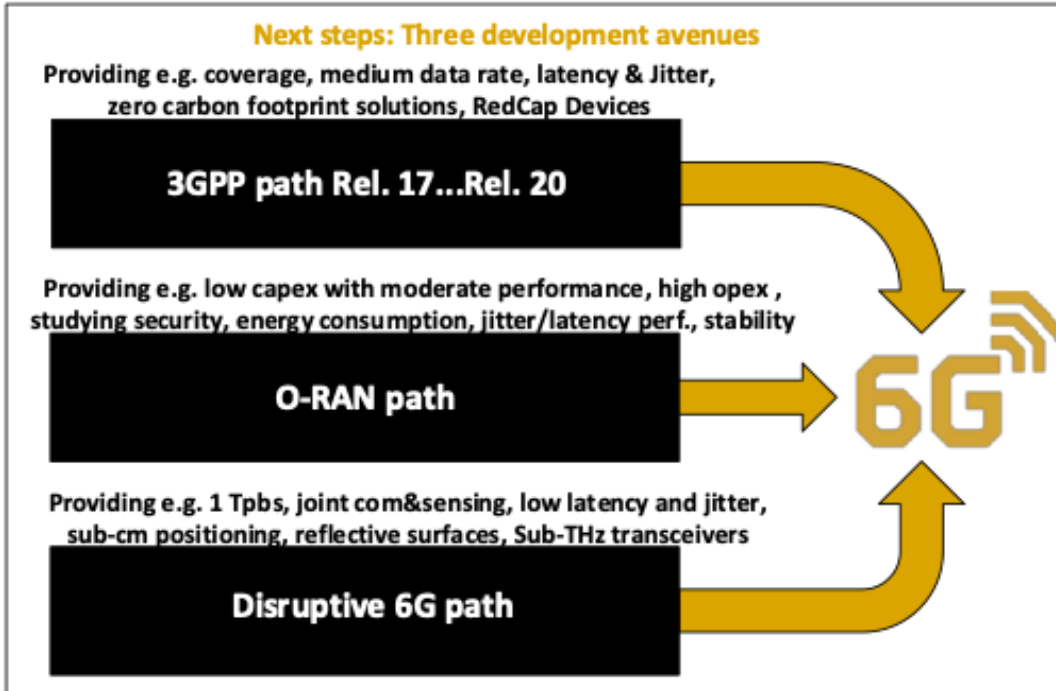 Next steps: Three development avenues
Providing e.g. coverage, medium data rate, latency & Jitter,
zero carbon footprint solutions, RedCap Devices
3GPP path Rel. 17...Rel. 20
Providing e.g. low capex with moderate performance, high opex ,
studying security, energy consumption, jitter/latency perf., stability
O-RAN path
6G
Providing e.g. 1 Tpbs, joint com&sensing, low latency and jitter,
sub-cm positioning, reflective surfaces, Sub-THz transceivers
Disruptive 6G path